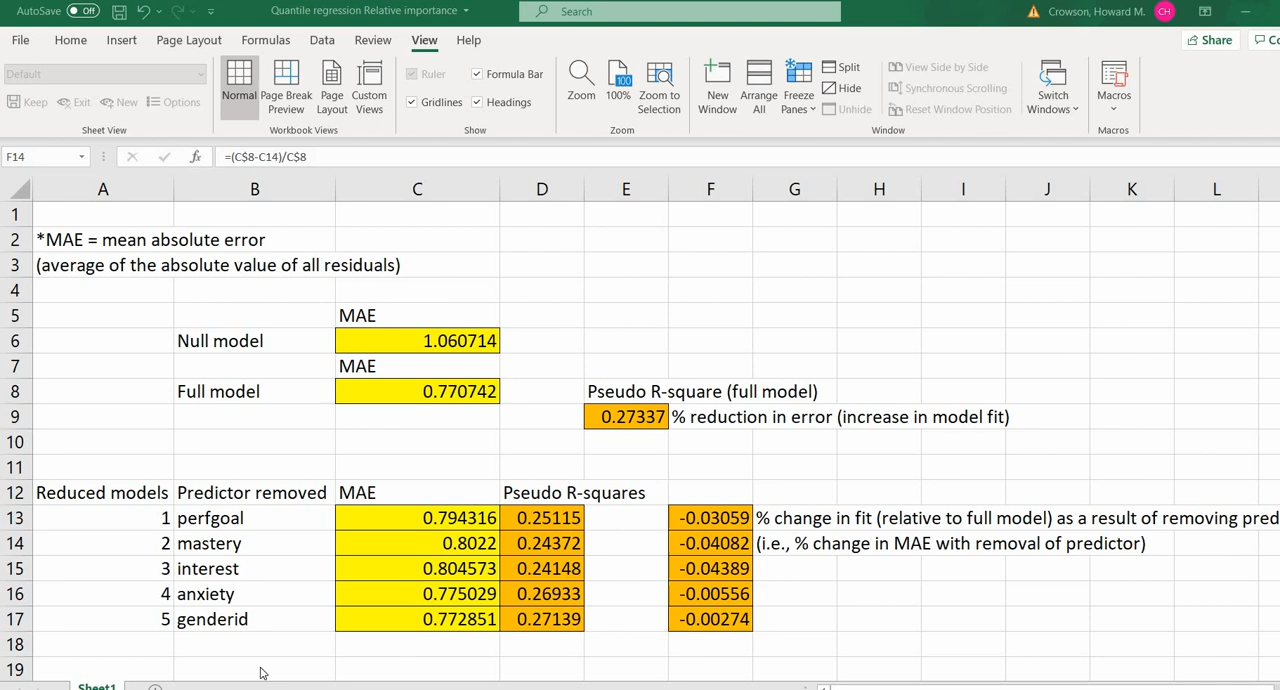 AutoSave Off Quantile regression Relative importance Search Crowson, Howard M. CH
File Home Insert Page Layout Formulas Data Review View Help Share Co
Default Normal Page Break Preview Page Layout Custom Views Ruler Formula Bar Zoom 100% Zoom to Selection New Window Arrange All Freeze Panes Split View Side by Side Switch Windows Macros
Keep Exit New Options Gridlines Headings Hide Synchronous Scrolling
Unhide Reset Window Position
Sheet View Workbook Views Show Zoom Window Macros
F14 fx =(C$8-C14)/C$8
A B C D E F G H I J K L
1
2 *MAE = mean absolute error
3 (average of the absolute value of all residuals)
4
5 MAE
6 Null model 1.060714
7 MAE
8 Full model 0.770742 Pseudo R-square (full model)
9 0.27337 % reduction in error (increase in model fit)
10
11
12 Reduced models Predictor removed MAE Pseudo R-squares
13 1 perfgoal 0.794316 0.25115 -0.03059 % change in fit (relative to full model) as a result of removing pred
14 2 mastery 0.8022 0.24372 -0.04082 (i.e., % change in MAE with removal of predictor)
15 3 interest 0.804573 0.24148 -0.04389
16 4 anxiety 0.775029 0.26933 -0.00556
17 5 genderid 0.772851 0.27139 -0.00274
18
19
Sheet1